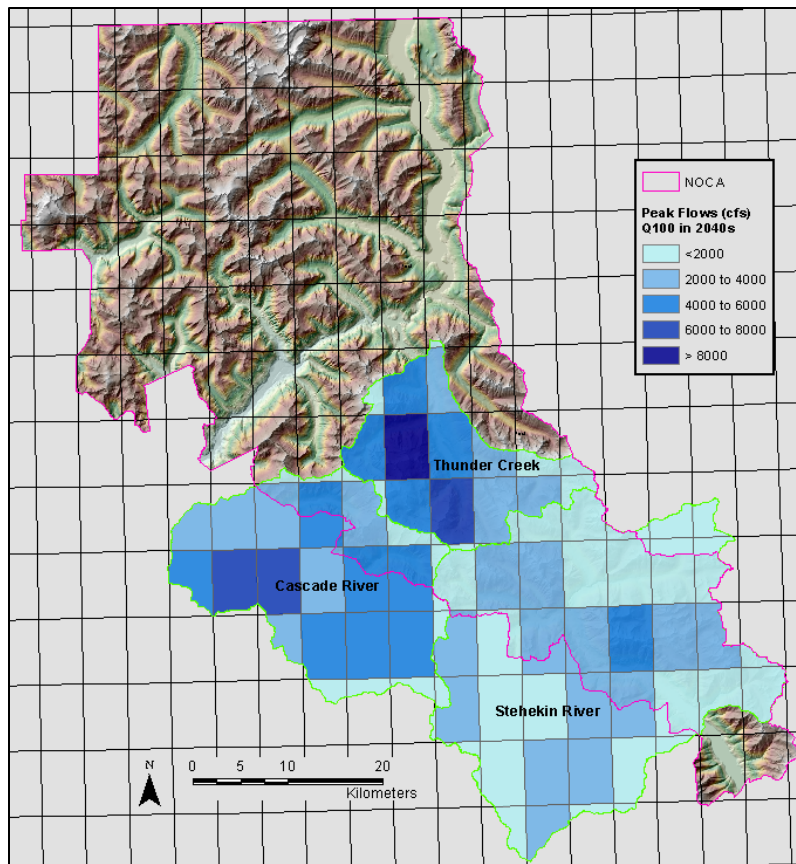 NOCA
Peak Flows (cfs)
Q100 in 2040s
<2000
2000 to 4000
4000 to 6000
6000 to 8000
> 8000
Thunder Creek
Cascade River
Stehekin River
N
0 5 10 20
Kilometers